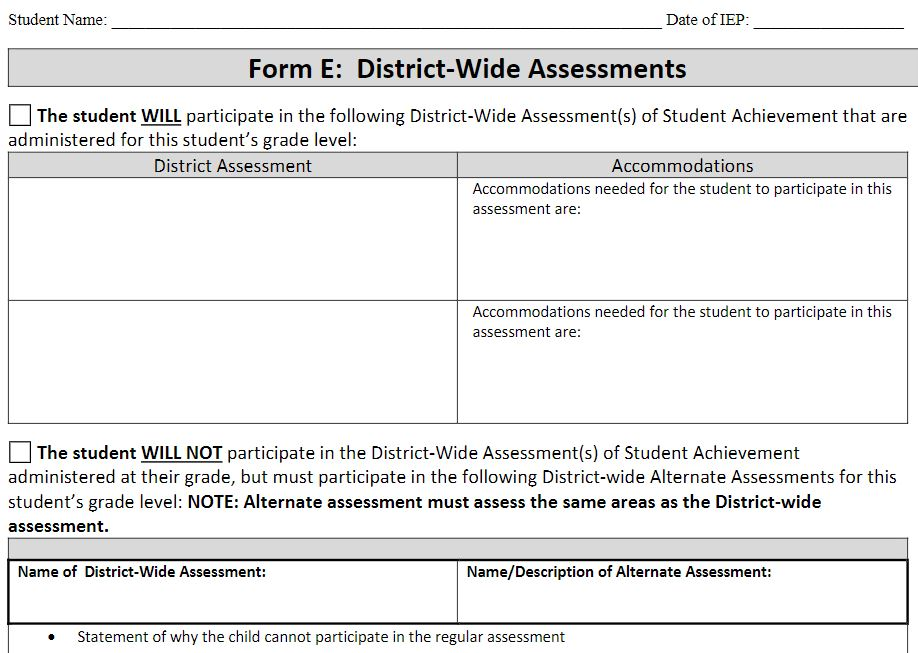 Student Name: ______________________________ Date of IEP: __________________
Form E:  District-Wide Assessments
The student WILL participate in the following District-Wide Assessment(s) of Student Achievement that are
administered for this student’s grade level:
District Assessment Accommodations
Accommodations needed for the student to participate in this
assessment are:
Accommodations needed for the student to participate in this
assessment are:
The student WILL NOT participate in the District-Wide Assessment(s) of Student Achievement
administered at their grade, but must participate in the following District-wide Alternate Assessments for this
student’s grade level: NOTE: Alternate assessment must assess the same areas as the District-wide
assessment.
Name of  District-Wide Assessment: Name/Description of Alternate Assessment:
• Statement of why the child cannot participate in the regular assessment